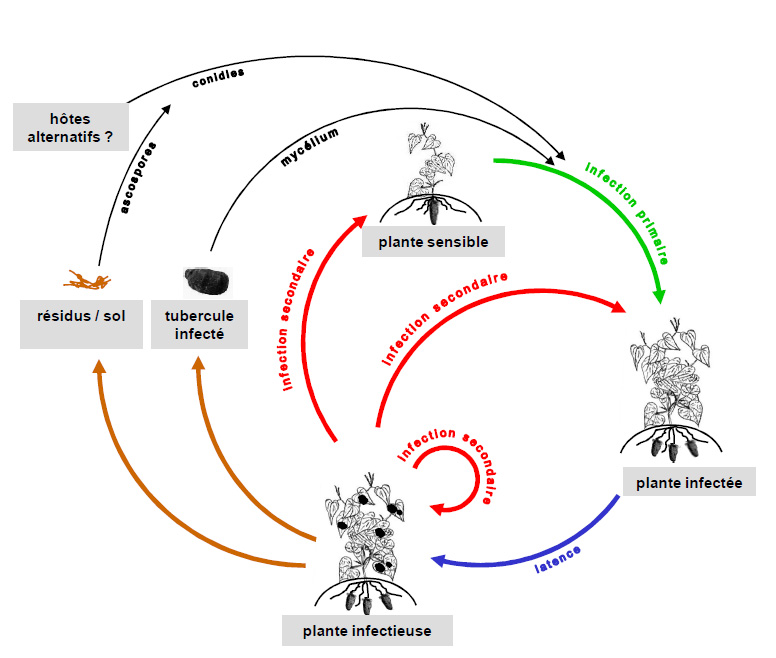 conidies
hôtes
alternatifs ?
ascospores
mycélium
infection primaire
plante sensible
infection secondaire
infection secondaire
résidus / sol
tubercule
infecté
infection secondaire
plante infectée
latence
plante infectieuse